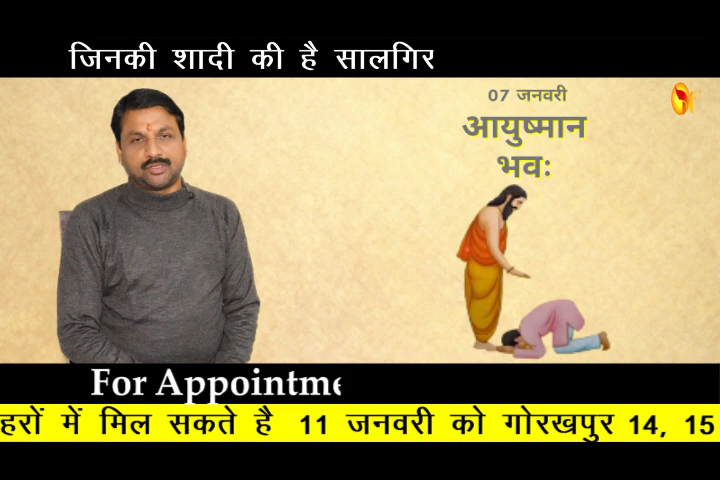 जिनकी शादी की है सालगिर
07 जनवरी
आयुष्मान
भवः
For Appointme
हरों में मिल सकते है 11 जनवरी को गोरखपुर 14, 15